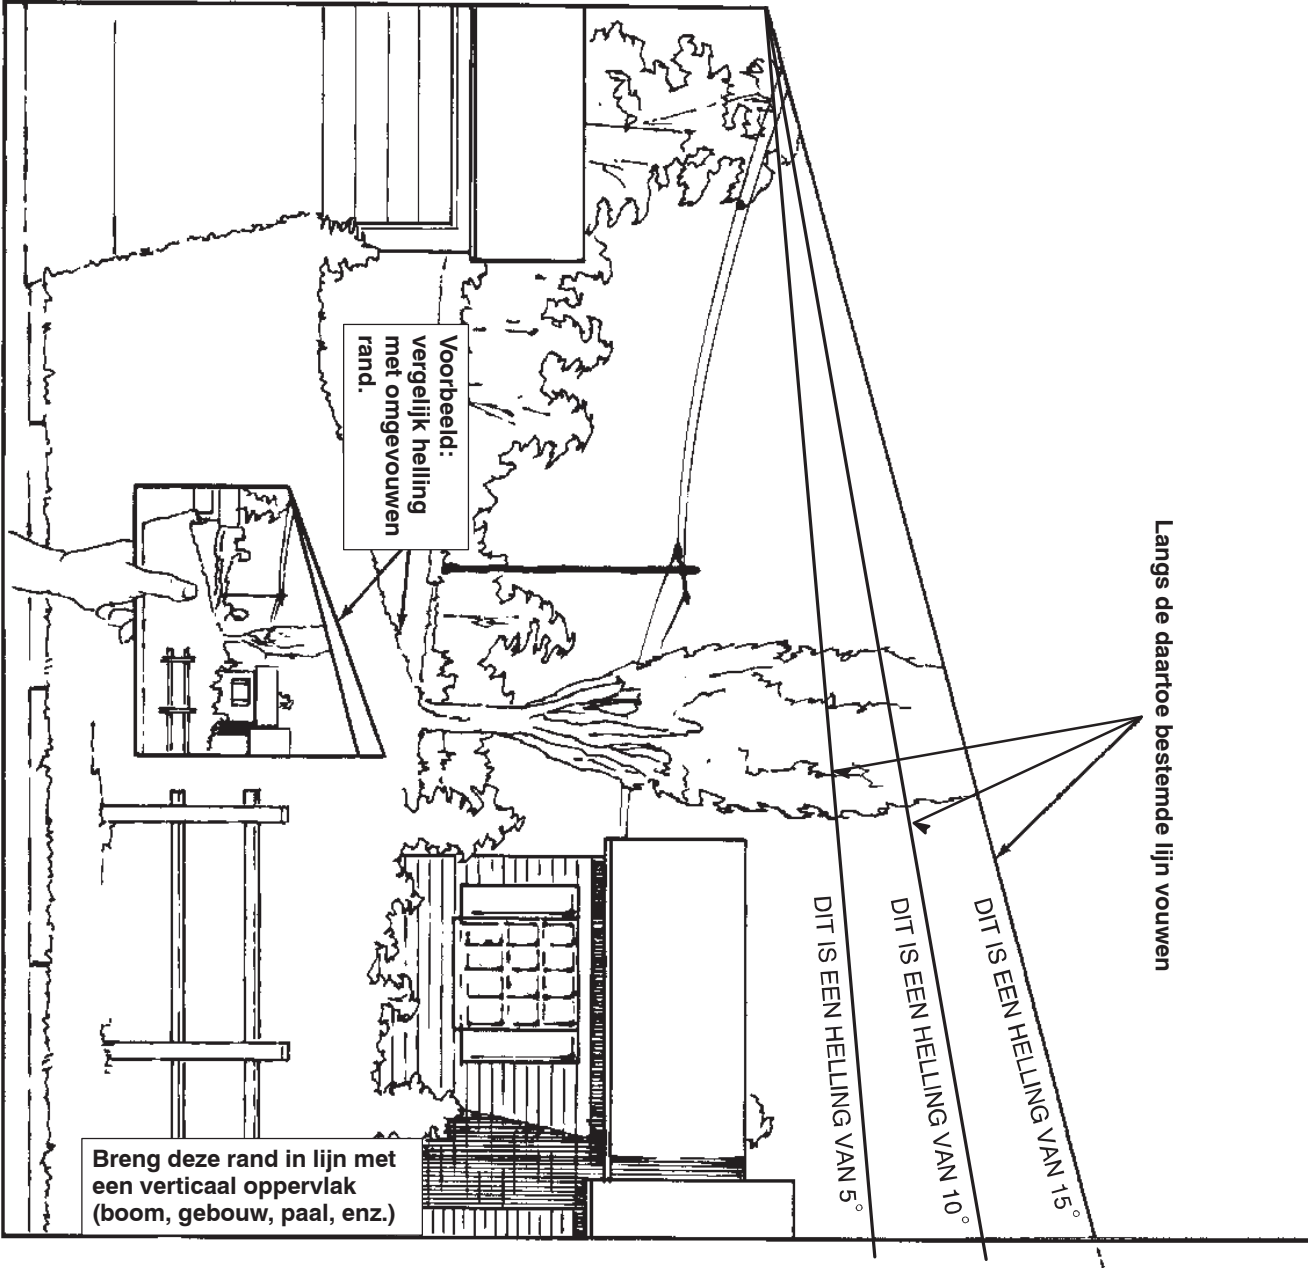 Langs de daartoe bestemde lijn vouwen
DIT IS EEN HELLING VAN 15°
DIT IS EEN HELLING VAN 10°
DIT IS EEN HELLING VAN 5°
Voorbeeld:
vergelijk helling
met omgevouwen
rand.
Breng deze rand in lijn met
een verticaal oppervlak
(boom, gebouw, paal, enz.)